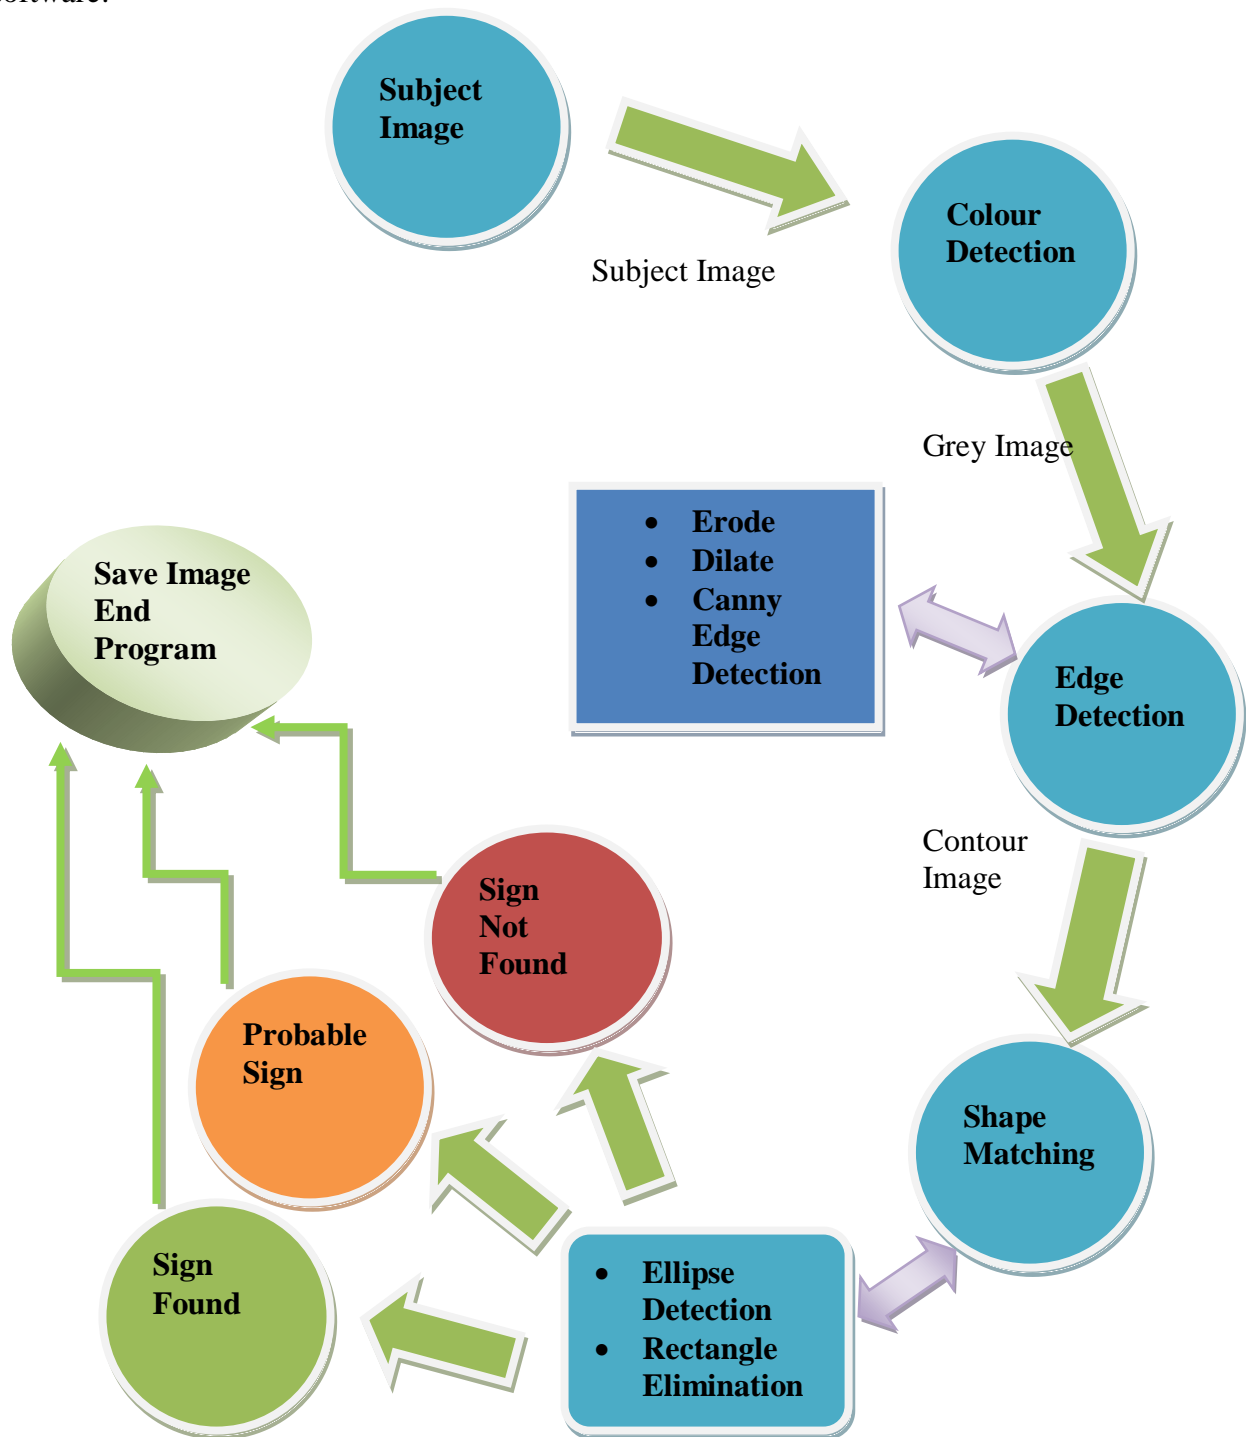 Subject
Image
Subject Image
Colour
Detection
Grey Image
• Erode
• Dilate
• Canny
Edge
Detection
Edge
Detection
Contour
Image
Shape
Matching
• Ellipse
Detection
• Rectangle
Elimination
Sign
Not
Found
Probable
Sign
Sign
Found
Save Image
End
Program